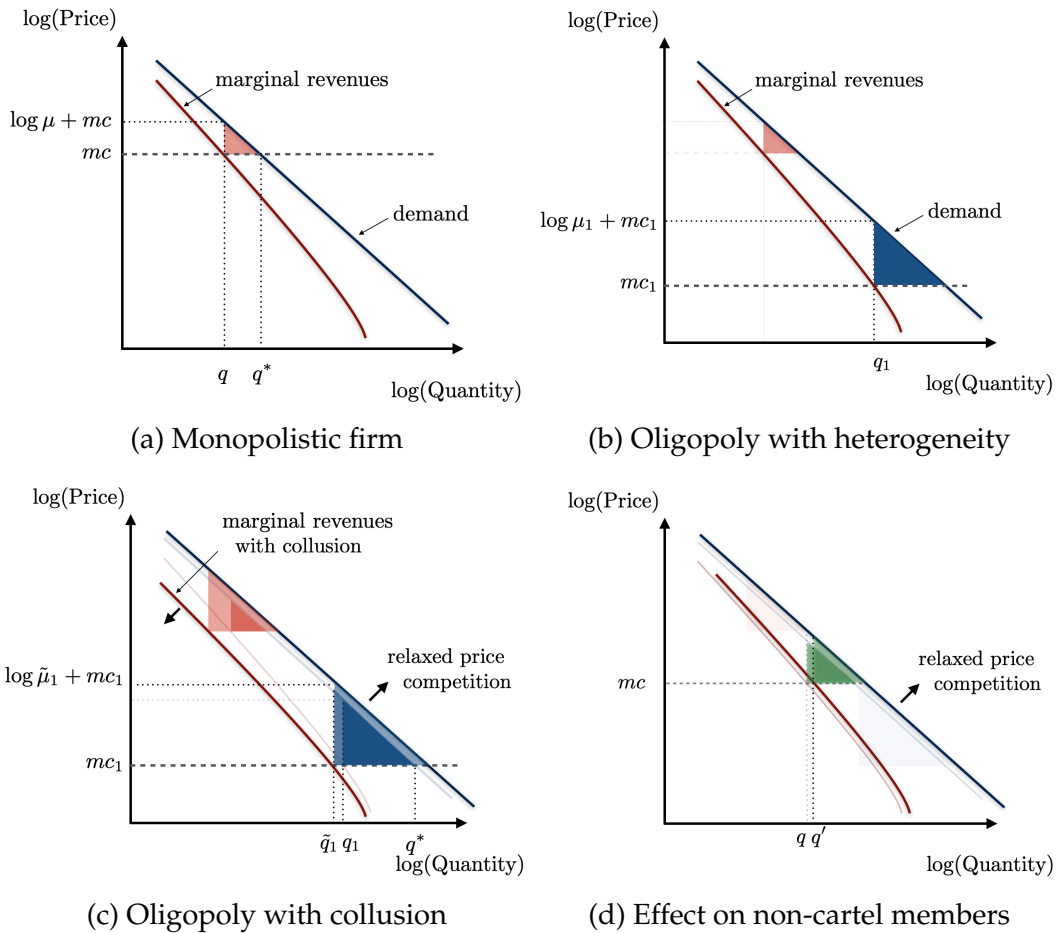 log(Price)
marginal revenues
log μ + mc
mc
demand
q q*
log(Quantity)
(a) Monopolistic firm
log(Price)
marginal revenues
demand
log μ₁ + mc₁
mc₁
q₁
log(Quantity)
(b) Oligopoly with heterogeneity
log(Price)
marginal revenues
with collusion
relaxed price
competition
log μ̃₁ + mc₁
mc₁
q̃₁ q₁ q*
log(Quantity)
(c) Oligopoly with collusion
log(Price)
relaxed price
competition
mc
q q′
log(Quantity)
(d) Effect on non-cartel members